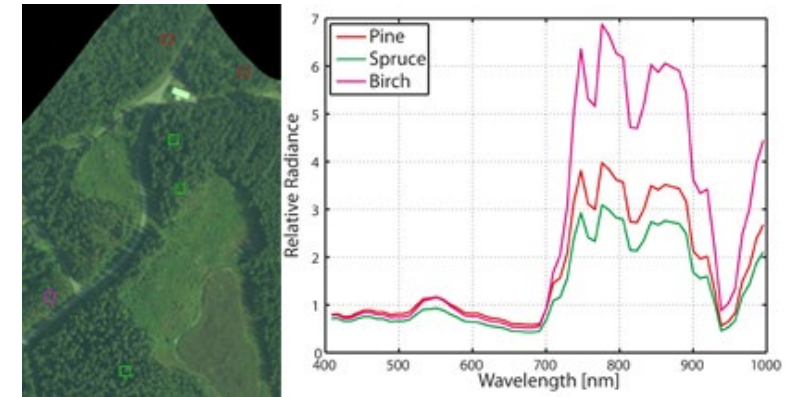 Pine
Spruce
Birch
Relative Radiance
7
6
5
4
3
2
1
0
400 500 600 700 800 900 1000
Wavelength [nm]